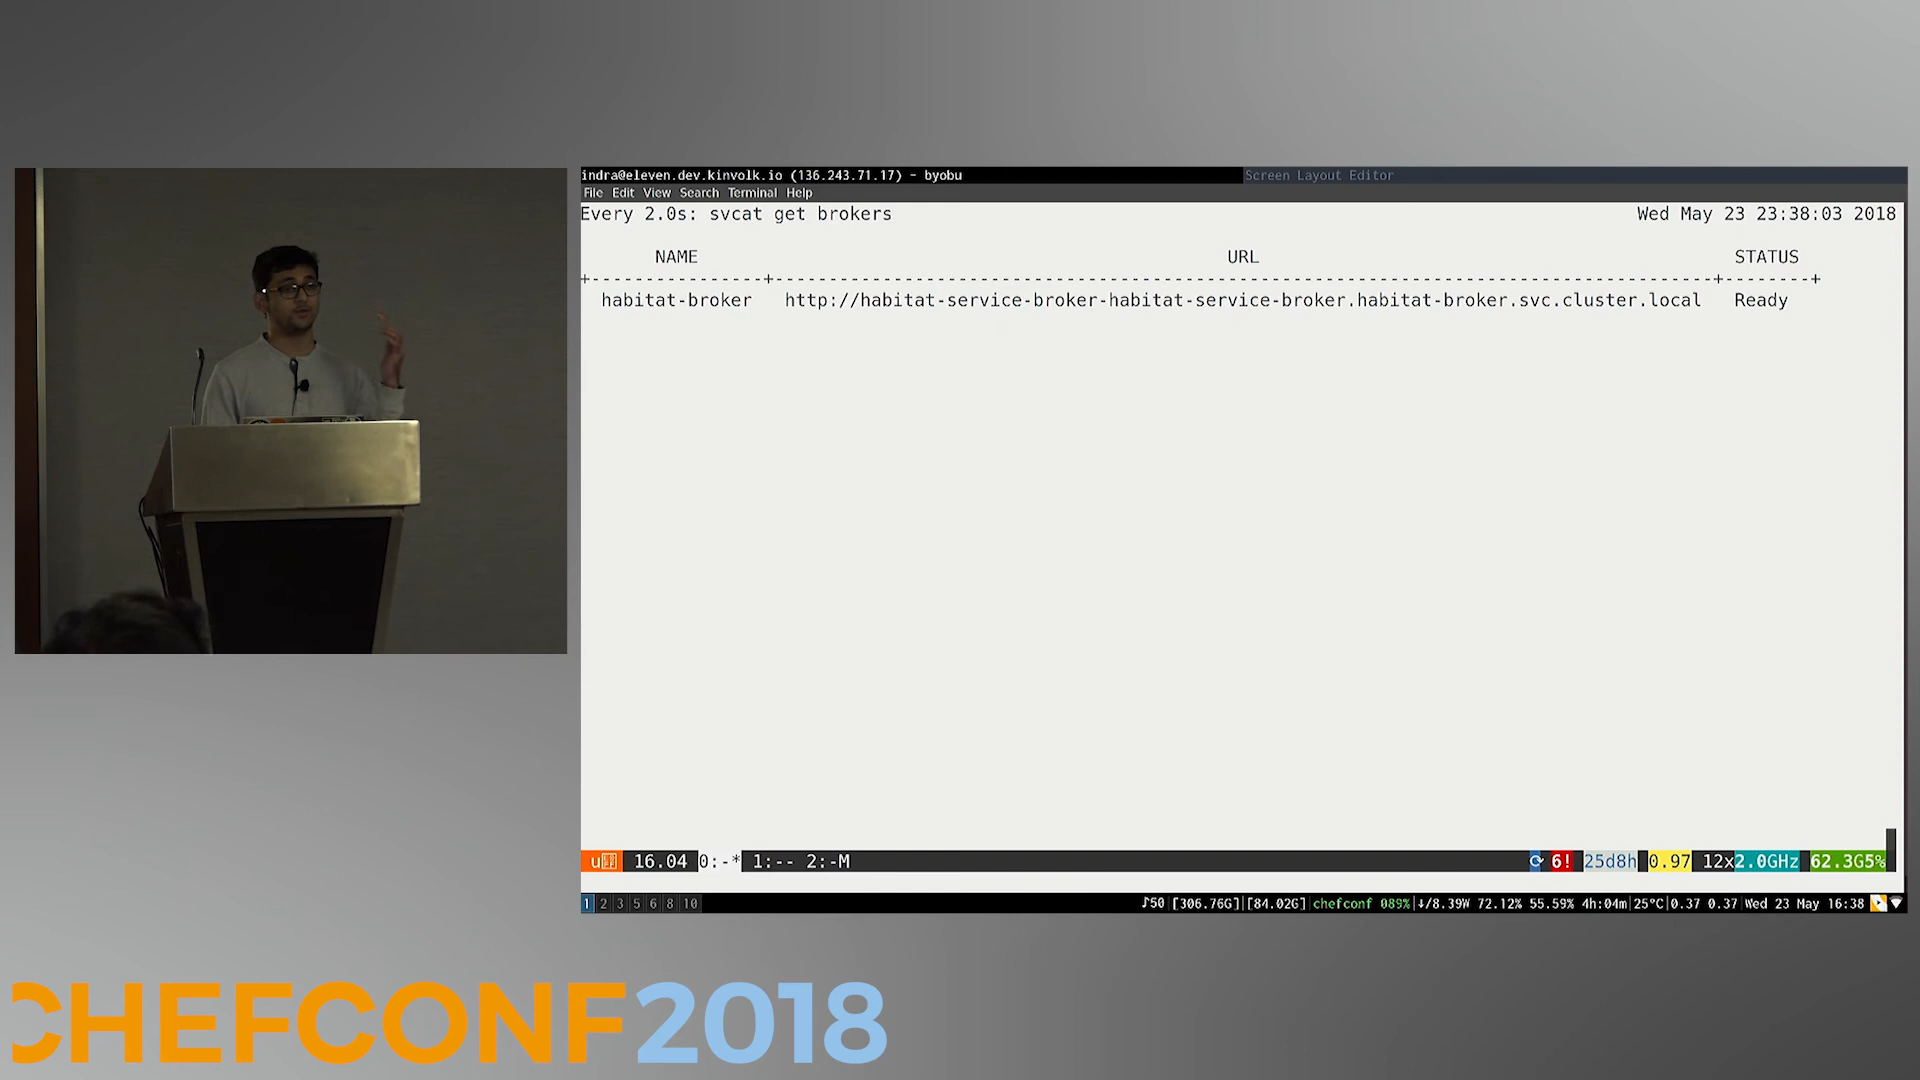 indra@eleven.dev.kinvolk.io (136.243.71.17) - byobu
Screen Layout Editor
File Edit View Search Terminal Help
Every 2.0s: svcat get brokers
Wed May 23 23:38:03 2018
NAME URL STATUS
+-----------------+----------------------------------------------------------------------------------------+--------+
habitat-broker http://habitat-service-broker-habitat-service-broker.habitat-broker.svc.cluster.local Ready
u 16.04 0:-* 1:-- 2:-M
6! 25d8h 0.97 12x2.0GHz 62.3G5%
1 2 3 5 6 8 10
♪50 [306.76G]|[84.02G]|chefconf 089%|↓/8.39W 72.12% 55.59% 4h:04m|25°C|0.37 0.37|Wed 23 May 16:38
CHEFCONF2018